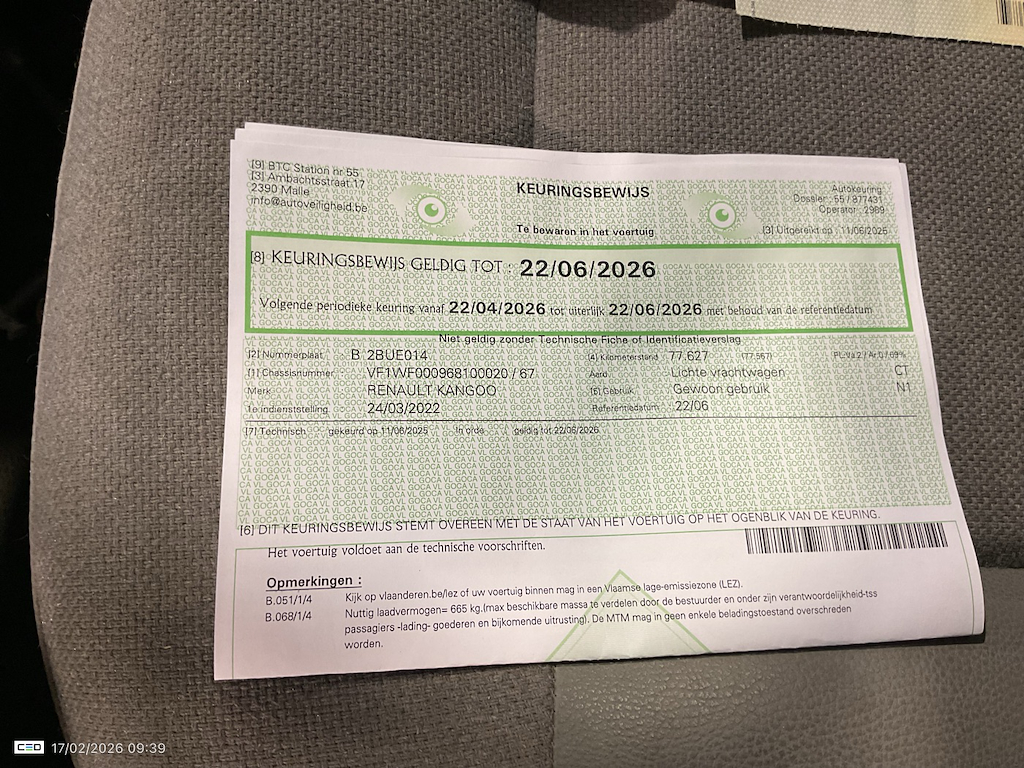 [9] BTC Station nr 55
[3] Ambachtsstraat 17
2390 Malle
info@autoveiligheid.be
KEURINGSBEWIJS
Te bewaren in het voertuig
Autokeuring
Dossier: 55 / 877431
Operator: 2989
[3] Uitgereikt op: 11/06/2025
[8] KEURINGSBEWIJS GELDIG TOT : 22/06/2026
Volgende periodieke keuring vanaf 22/04/2026 tot uiterlijk 22/06/2026 met behoud van de referentiedatum
Niet geldig zonder Technische Fiche of Identificatieverslag
[2] Nummerplaat B 2BUE014 [4] Kilometerstand 77.627 (77.567) PL:Va.2 / Ar.0 / 69%
[1] Chassisnummer VF1WF000968100020 / 67 Aard Lichte vrachtwagen CT
Merk RENAULT KANGOO [5] Gebruik Gewoon gebruik N1
1e indienststelling 24/03/2022 Referentiedatum 22/06
[7] Technisch gekeurd op 11/06/2025 In orde geldig tot 22/06/2026
[6] DIT KEURINGSBEWIJS STEMT OVEREEN MET DE STAAT VAN HET VOERTUIG OP HET OGENBLIK VAN DE KEURING.
Het voertuig voldoet aan de technische voorschriften.
Opmerkingen :
B.051/1/4 Kijk op vlaanderen.be/lez of uw voertuig binnen mag in een Vlaamse lage-emissiezone (LEZ).
B.068/1/4 Nuttig laadvermogen= 665 kg.(max beschikbare massa te verdelen door de bestuurder en onder zijn verantwoordelijkheid-tss
passagiers -lading- goederen en bijkomende uitrusting). De MTM mag in geen enkele beladingstoestand overschreden
worden.
CEO 17/02/2026 09:39